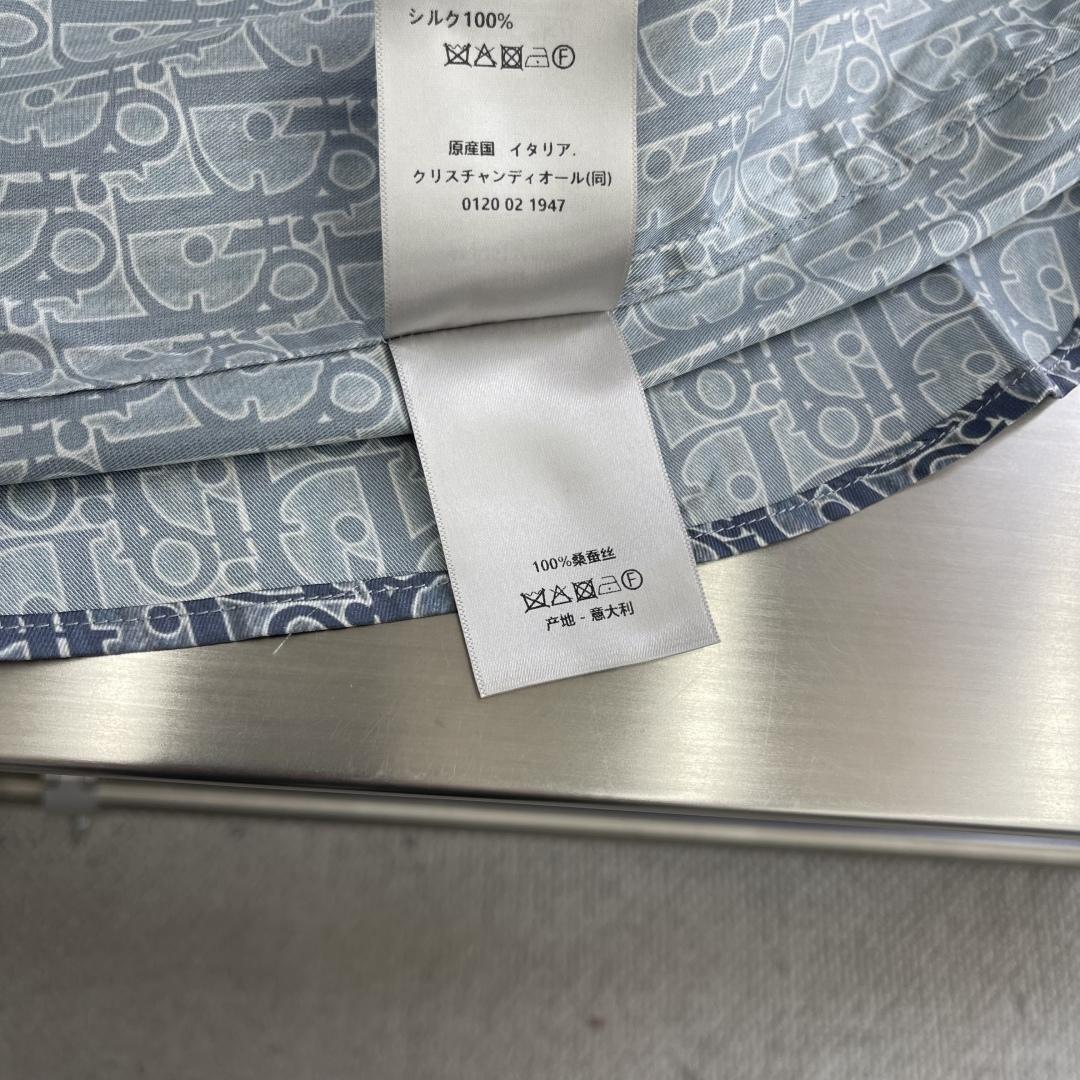 シルク100%
Ⓕ
原産国 イタリア.
クリスチャンディオール(同)
0120 02 1947
100%桑蚕丝
Ⓕ
产地 - 意大利